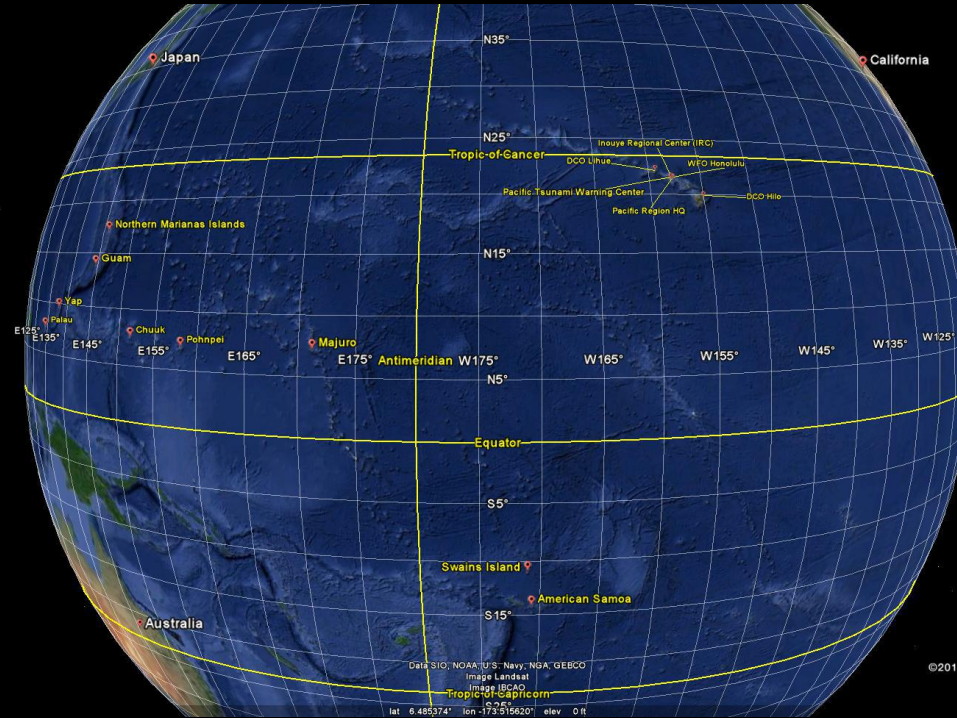 N35°
Japan
California
N25°
Inouye Regional Center (IRC)
Tropic of Cancer
DCO Lihue
WFO Honolulu
Pacific Tsunami Warning Center
DCO Hilo
Pacific Region HQ
Northern Marianas Islands
N15°
Guam
Yap
Palau
Chuuk
Pohnpei
Majuro
E125°
E135°
E145°
E155°
E165°
E175°
Antimeridian
W175°
W165°
W155°
W145°
W135°
W125°
N5°
Equator
S5°
Swains Island
American Samoa
S15°
Australia
Data SIO, NOAA, U.S. Navy, NGA, GEBCO
Image Landsat
Image IBCAO
©201
Tropic of Capricorn
S25°
lat 6.485374° lon -173.515620° elev 0 ft